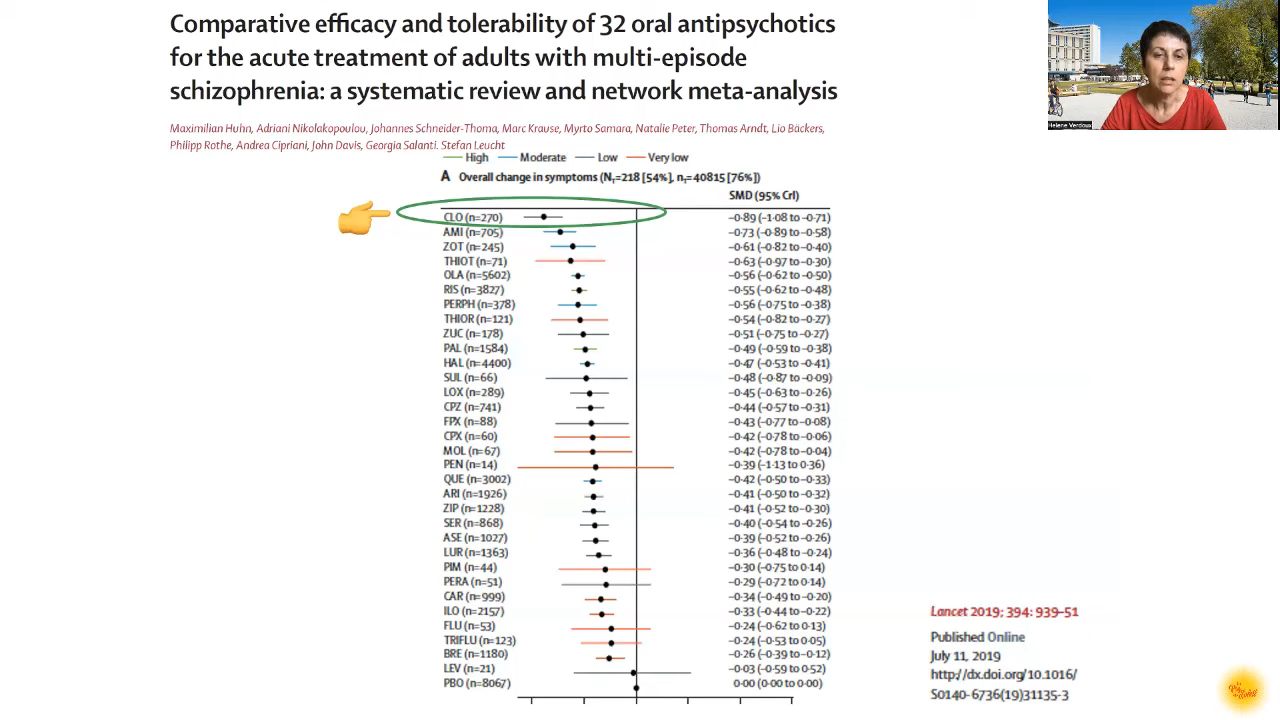 Comparative efficacy and tolerability of 32 oral antipsychotics
for the acute treatment of adults with multi-episode
schizophrenia: a systematic review and network meta-analysis
Maximilian Huhn, Adriani Nikolakopoulou, Johannes Schneider-Thoma, Marc Krause, Myrto Samara, Natalie Peter, Thomas Arndt, Lio Bäckers,
Philipp Rothe, Andrea Cipriani, John Davis, Georgia Salanti. Stefan Leucht
High Moderate Low Very low
A Overall change in symptoms (NT=218 [54%], nT=40815 [76%])
SMD (95% CrI)
CLO (n=270) −0·89 (−1·08 to −0·71)
AMI (n=705) −0·73 (−0·89 to −0·58)
ZOT (n=245) −0·61 (−0·82 to −0·40)
THIOT (n=71) −0·63 (−0·97 to −0·30)
OLA (n=5602) −0·56 (−0·62 to −0·50)
RIS (n=3827) −0·55 (−0·62 to −0·48)
PERPH (n=378) −0·56 (−0·75 to −0·38)
THIOR (n=121) −0·54 (−0·82 to −0·27)
ZUC (n=178) −0·51 (−0·75 to −0·27)
PAL (n=1584) −0·49 (−0·59 to −0·38)
HAL (n=4400) −0·47 (−0·53 to −0·41)
SUL (n=66) −0·48 (−0·87 to −0·09)
LOX (n=289) −0·45 (−0·63 to −0·26)
CPZ (n=741) −0·44 (−0·57 to −0·31)
FPX (n=88) −0·43 (−0·77 to −0·08)
CPX (n=60) −0·42 (−0·78 to −0·06)
MOL (n=67) −0·42 (−0·78 to −0·04)
PEN (n=14) −0·39 (−1·13 to 0·36)
QUE (n=3002) −0·42 (−0·50 to −0·33)
ARI (n=1926) −0·41 (−0·50 to −0·32)
ZIP (n=1228) −0·41 (−0·52 to −0·30)
SER (n=868) −0·40 (−0·54 to −0·26)
ASE (n=1027) −0·39 (−0·52 to −0·26)
LUR (n=1363) −0·36 (−0·48 to −0·24)
PIM (n=44) −0·30 (−0·75 to 0·14)
PERA (n=51) −0·29 (−0·72 to 0·14)
CAR (n=999) −0·34 (−0·49 to −0·20)
ILO (n=2157) −0·33 (−0·44 to −0·22)
FLU (n=53) −0·24 (−0·62 to 0·13)
TRIFLU (n=123) −0·24 (−0·53 to 0·05)
BRE (n=1180) −0·26 (−0·39 to −0·12)
LEV (n=21) −0·03 (−0·59 to 0·52)
PBO (n=8067) 0·00 (0·00 to 0·00)
Lancet 2019; 394: 939–51
Published Online
July 11, 2019
http://dx.doi.org/10.1016/
S0140-6736(19)31135-3
Helene Verdoux